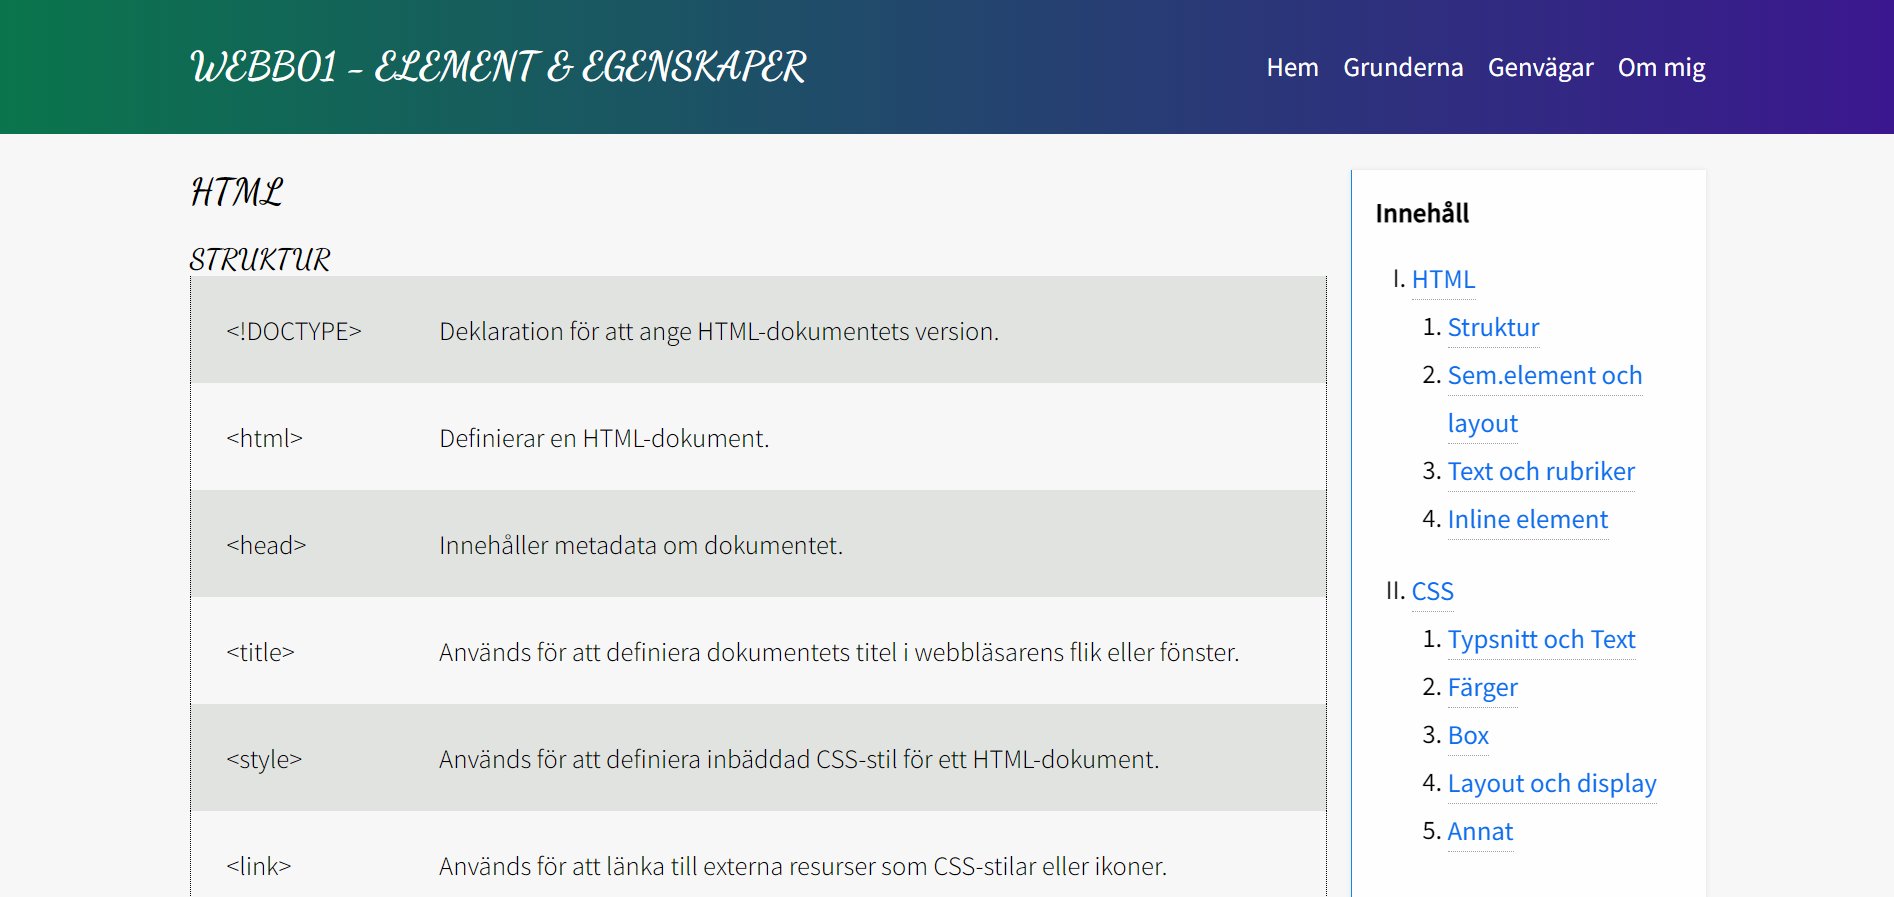 WEBB01 - ELEMENT & EGENSKAPER
Hem Grunderna Genvägar Om mig
HTML
STRUKTUR
<!DOCTYPE> Deklaration för att ange HTML-dokumentets version.
<html> Definierar en HTML-dokument.
<head> Innehåller metadata om dokumentet.
<title> Används för att definiera dokumentets titel i webbläsarens flik eller fönster.
<style> Används för att definiera inbäddad CSS-stil för ett HTML-dokument.
<link> Används för att länka till externa resurser som CSS-stilar eller ikoner.
Innehåll
I. HTML
1. Struktur
2. Sem.element och
layout
3. Text och rubriker
4. Inline element
II. CSS
1. Typsnitt och Text
2. Färger
3. Box
4. Layout och display
5. Annat